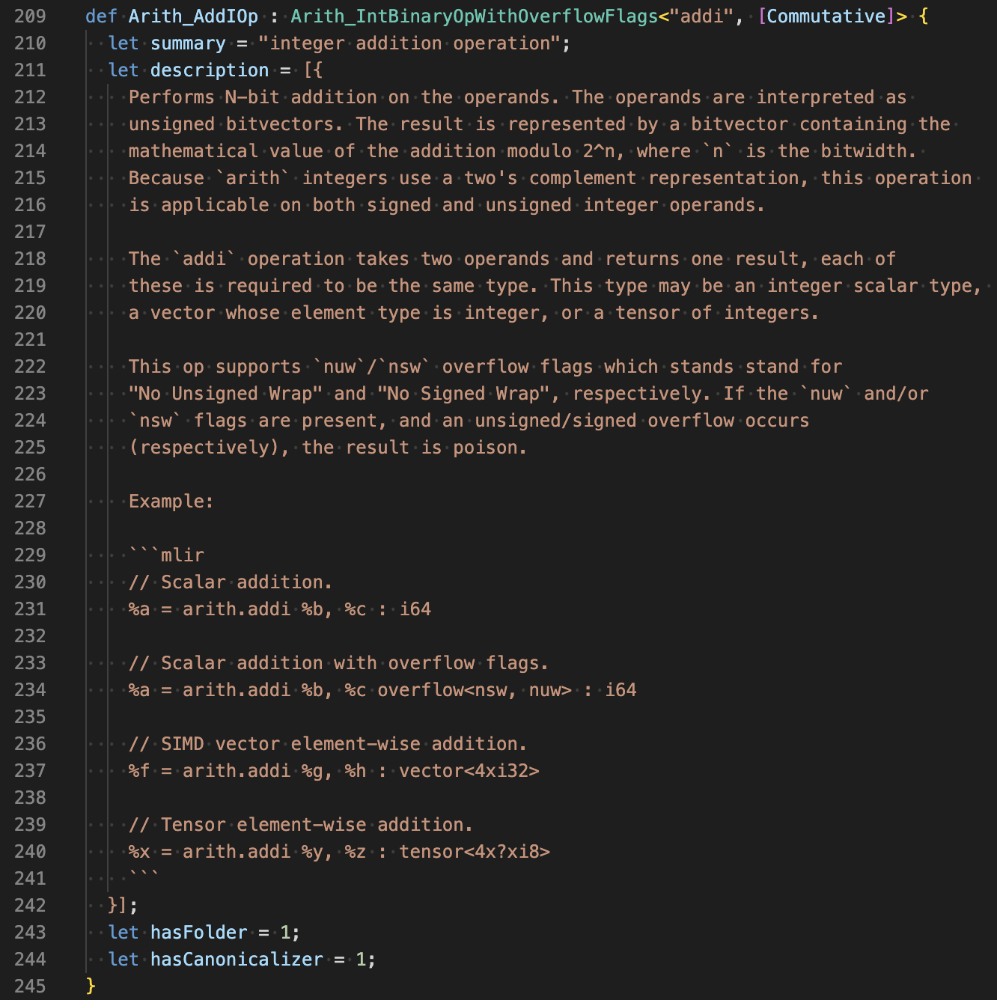 209 def Arith_AddIOp : Arith_IntBinaryOpWithOverflowFlags<"addi", [Commutative]> {
210   let summary = "integer addition operation";
211   let description = [{
212     Performs N-bit addition on the operands. The operands are interpreted as
213     unsigned bitvectors. The result is represented by a bitvector containing the
214     mathematical value of the addition modulo 2^n, where `n` is the bitwidth.
215     Because `arith` integers use a two's complement representation, this operation
216     is applicable on both signed and unsigned integer operands.
217
218     The `addi` operation takes two operands and returns one result, each of
219     these is required to be the same type. This type may be an integer scalar type,
220     a vector whose element type is integer, or a tensor of integers.
221
222     This op supports `nuw`/`nsw` overflow flags which stands stand for
223     "No Unsigned Wrap" and "No Signed Wrap", respectively. If the `nuw` and/or
224     `nsw` flags are present, and an unsigned/signed overflow occurs
225     (respectively), the result is poison.
226
227     Example:
228
229     ```mlir
230     // Scalar addition.
231     %a = arith.addi %b, %c : i64
232
233     // Scalar addition with overflow flags.
234     %a = arith.addi %b, %c overflow<nsw, nuw> : i64
235
236     // SIMD vector element-wise addition.
237     %f = arith.addi %g, %h : vector<4xi32>
238
239     // Tensor element-wise addition.
240     %x = arith.addi %y, %z : tensor<4x?xi8>
241     ```
242   }];
243   let hasFolder = 1;
244   let hasCanonicalizer = 1;
245 }